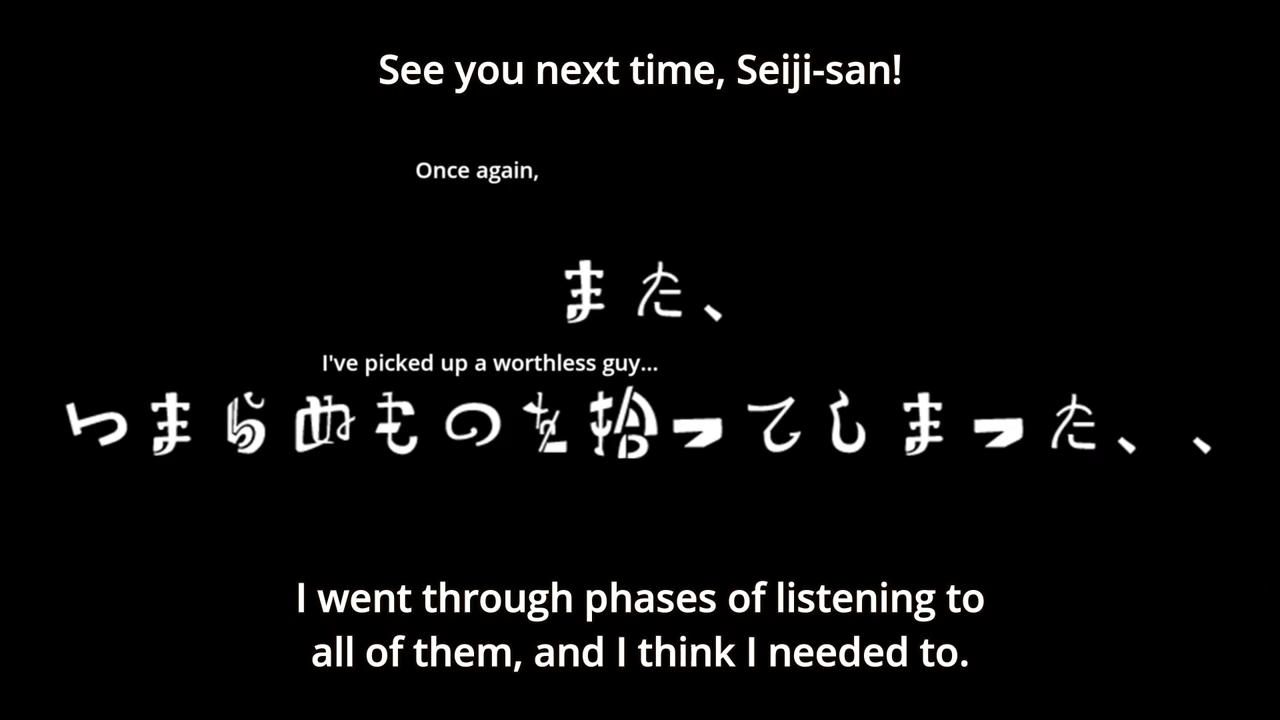 See you next time, Seiji-san!
Once again,
また、
I've picked up a worthless guy...
つまらぬものを拾ってしまった、、
I went through phases of listening to
all of them, and I think I needed to.